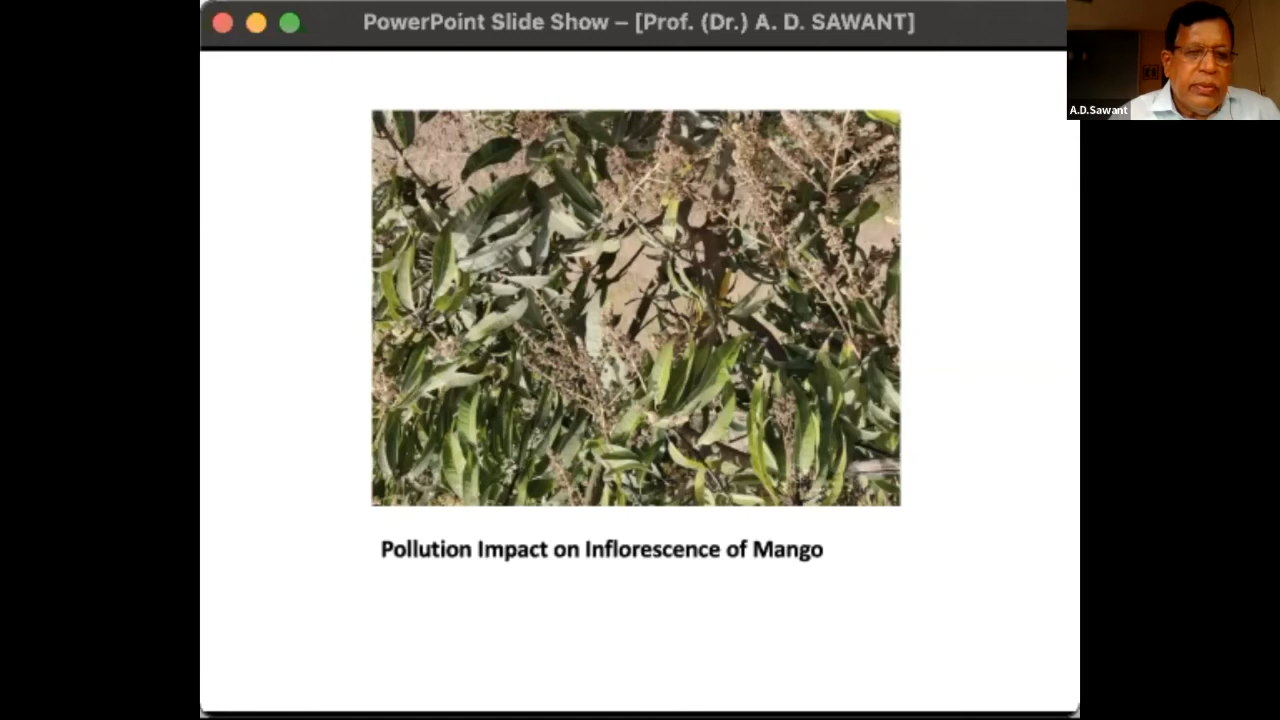 PowerPoint Slide Show – [Prof. (Dr.) A. D. SAWANT]
A.D.Sawant
Pollution Impact on Inflorescence of Mango